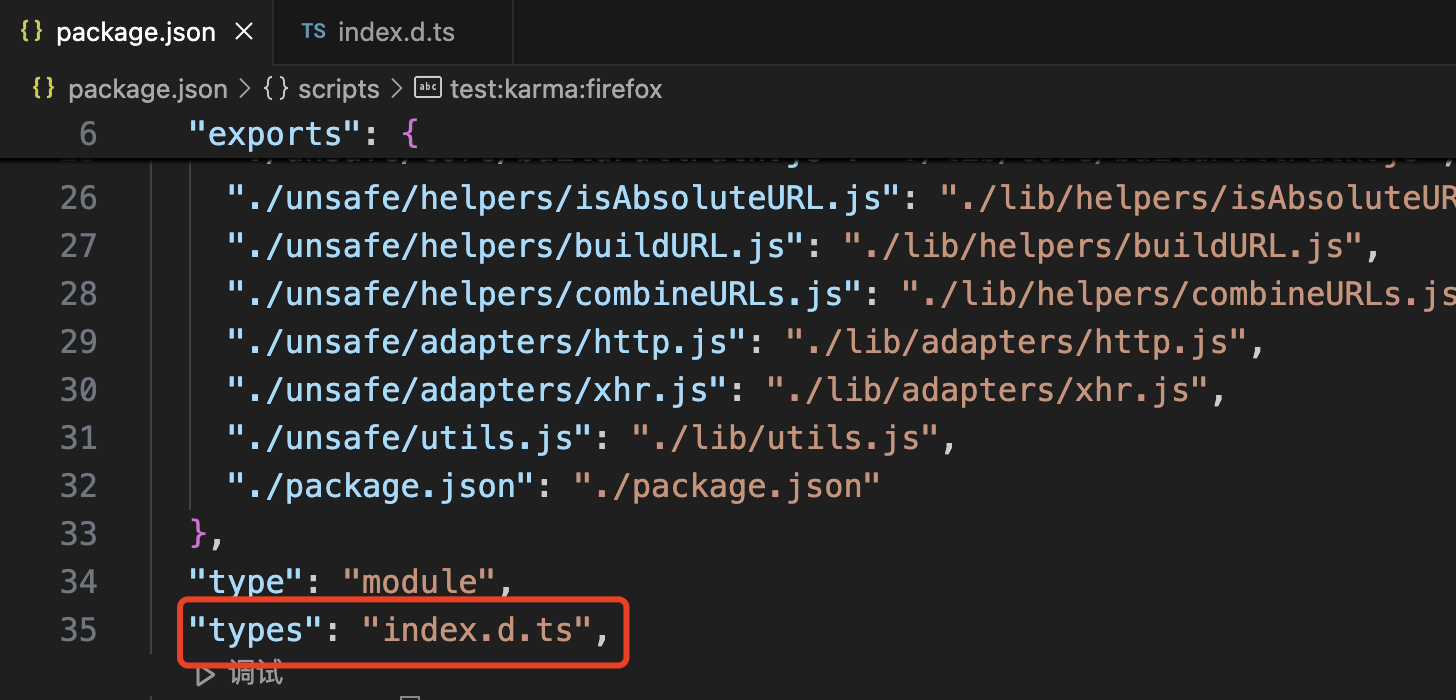 {} package.json × TS index.d.ts
{} package.json > {} scripts > abc test:karma:firefox
6 "exports": {
26 "./unsafe/helpers/isAbsoluteURL.js": "./lib/helpers/isAbsoluteUR
27 "./unsafe/helpers/buildURL.js": "./lib/helpers/buildURL.js",
28 "./unsafe/helpers/combineURLs.js": "./lib/helpers/combineURLs.js
29 "./unsafe/adapters/http.js": "./lib/adapters/http.js",
30 "./unsafe/adapters/xhr.js": "./lib/adapters/xhr.js",
31 "./unsafe/utils.js": "./lib/utils.js",
32 "./package.json": "./package.json"
33 },
34 "type": "module",
35 "types": "index.d.ts",
调试